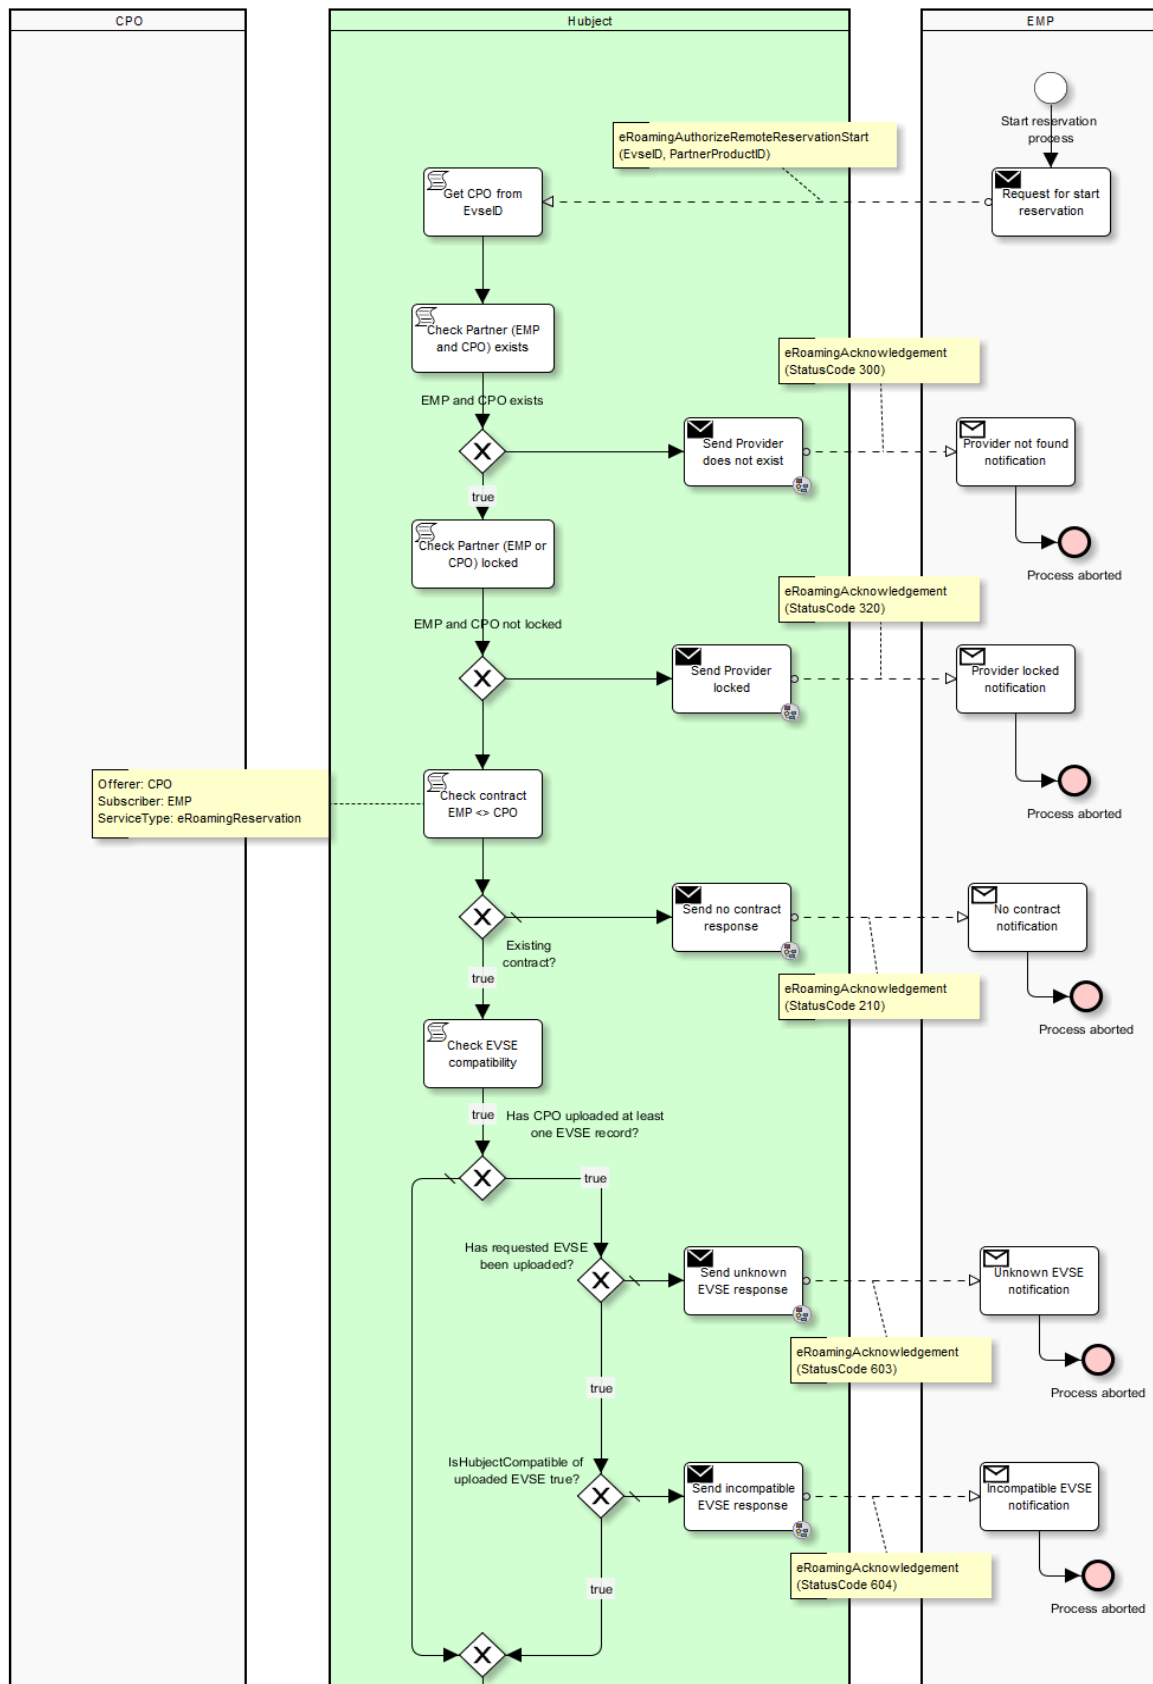 CPO
Hubject
EMP
Start reservation
process
eRoamingAuthorizeRemoteReservationStart
(EvseID, PartnerProductID)
Get CPO from
EvseID
Request for start
reservation
Check Partner (EMP
and CPO) exists
eRoamingAcknowledgement
(StatusCode 300)
EMP and CPO exists
Send Provider
does not exist
Provider not found
notification
true
Check Partner (EMP or
CPO) locked
Process aborted
eRoamingAcknowledgement
(StatusCode 320)
EMP and CPO not locked
Send Provider
locked
Provider locked
notification
Offerer: CPO
Subscriber: EMP
ServiceType: eRoamingReservation
Check contract
EMP <> CPO
Process aborted
Send no contract
response
No contract
notification
Existing
contract?
true
eRoamingAcknowledgement
(StatusCode 210)
Process aborted
Check EVSE
compatibility
true
Has CPO uploaded at least
one EVSE record?
true
Has requested EVSE
been uploaded?
Send unknown
EVSE response
Unknown EVSE
notification
eRoamingAcknowledgement
(StatusCode 603)
Process aborted
true
IsHubjectCompatible of
uploaded EVSE true?
Send incompatible
EVSE response
Incompatible EVSE
notification
eRoamingAcknowledgement
(StatusCode 604)
true
Process aborted